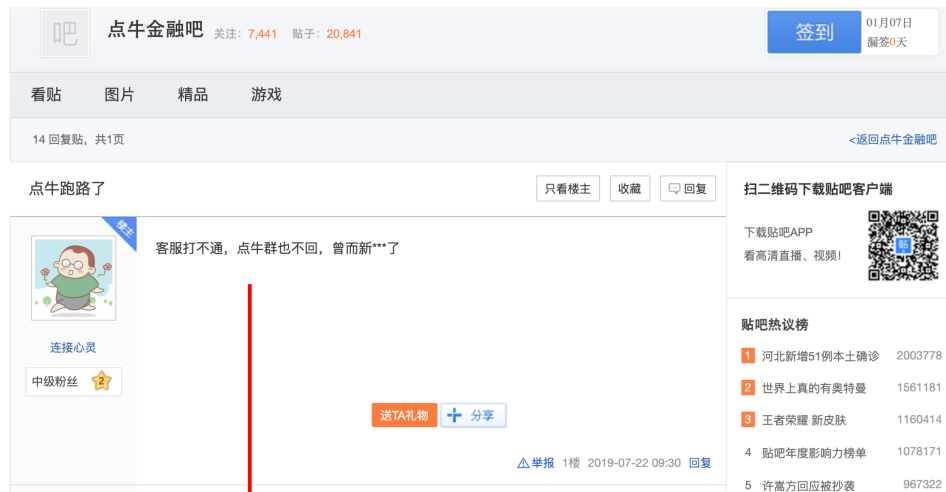 吧
点牛金融吧 关注：7,441 贴子：20,841
签到
01月07日
漏签0天
看贴 图片 精品 游戏
14 回复贴，共1页
<返回点牛金融吧
点牛跑路了
只看楼主 收藏 回复
楼主
客服打不通，点牛群也不回，曾而新***了
连接心灵
中级粉丝 2
送TA礼物 分享
举报 1楼 2019-07-22 09:30 回复
扫二维码下载贴吧客户端
下载贴吧APP
看高清直播、视频！
贴
贴吧热议榜
1 河北新增51例本土确诊 2003778
2 世界上真的有奥特曼 1561181
3 王者荣耀 新皮肤 1160414
4 贴吧年度影响力榜单 1078171
5 许嵩方回应被抄袭 967322